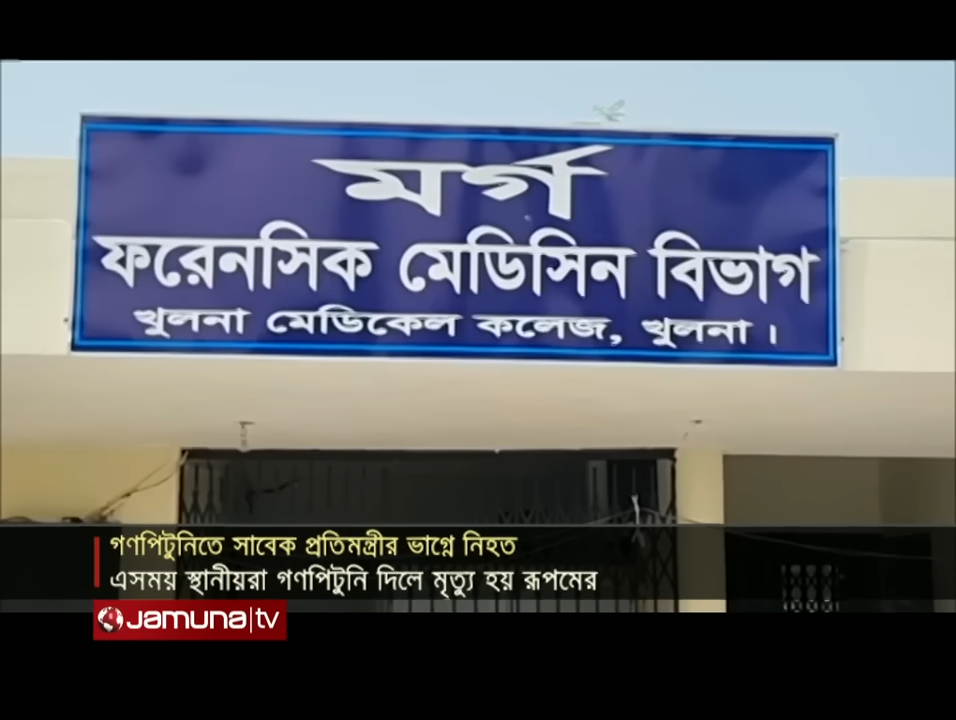 মর্গ
ফরেনসিক মেডিসিন বিভাগ
খুলনা মেডিকেল কলেজ, খুলনা।
গণপিটুনিতে সাবেক প্রতিমন্ত্রীর ভাগ্নে নিহত
এসময় স্থানীয়রা গণপিটুনি দিলে মৃত্যু হয় রূপমের
Jamuna|tv